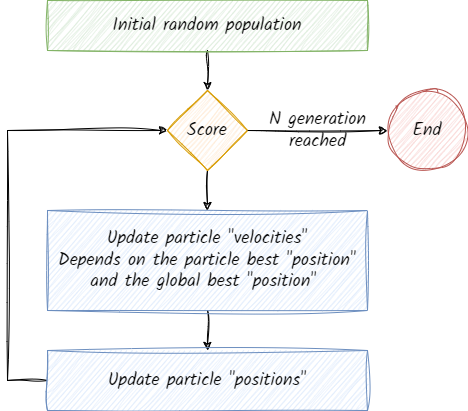 Initial random population
Score
N generation
reached
End
Update particle "velocities"
Depends on the particle best "position"
and the global best "position"
Update particle "positions"